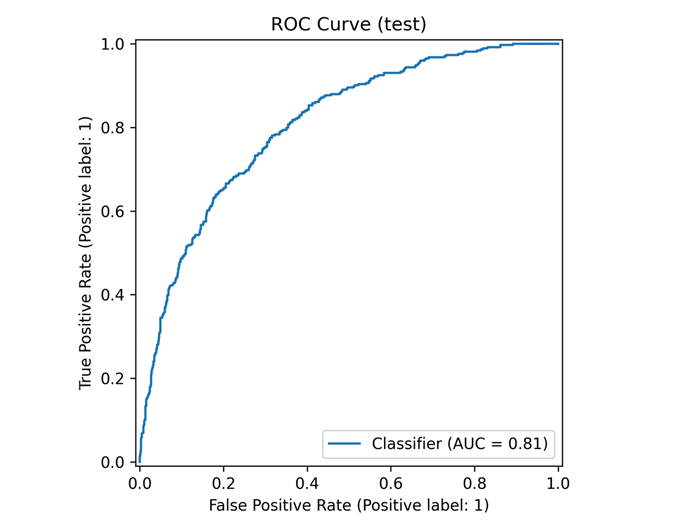 ROC Curve (test)
True Positive Rate (Positive label: 1)
1.0
0.8
0.6
0.4
0.2
0.0
0.0 0.2 0.4 0.6 0.8 1.0
False Positive Rate (Positive label: 1)
Classifier (AUC = 0.81)